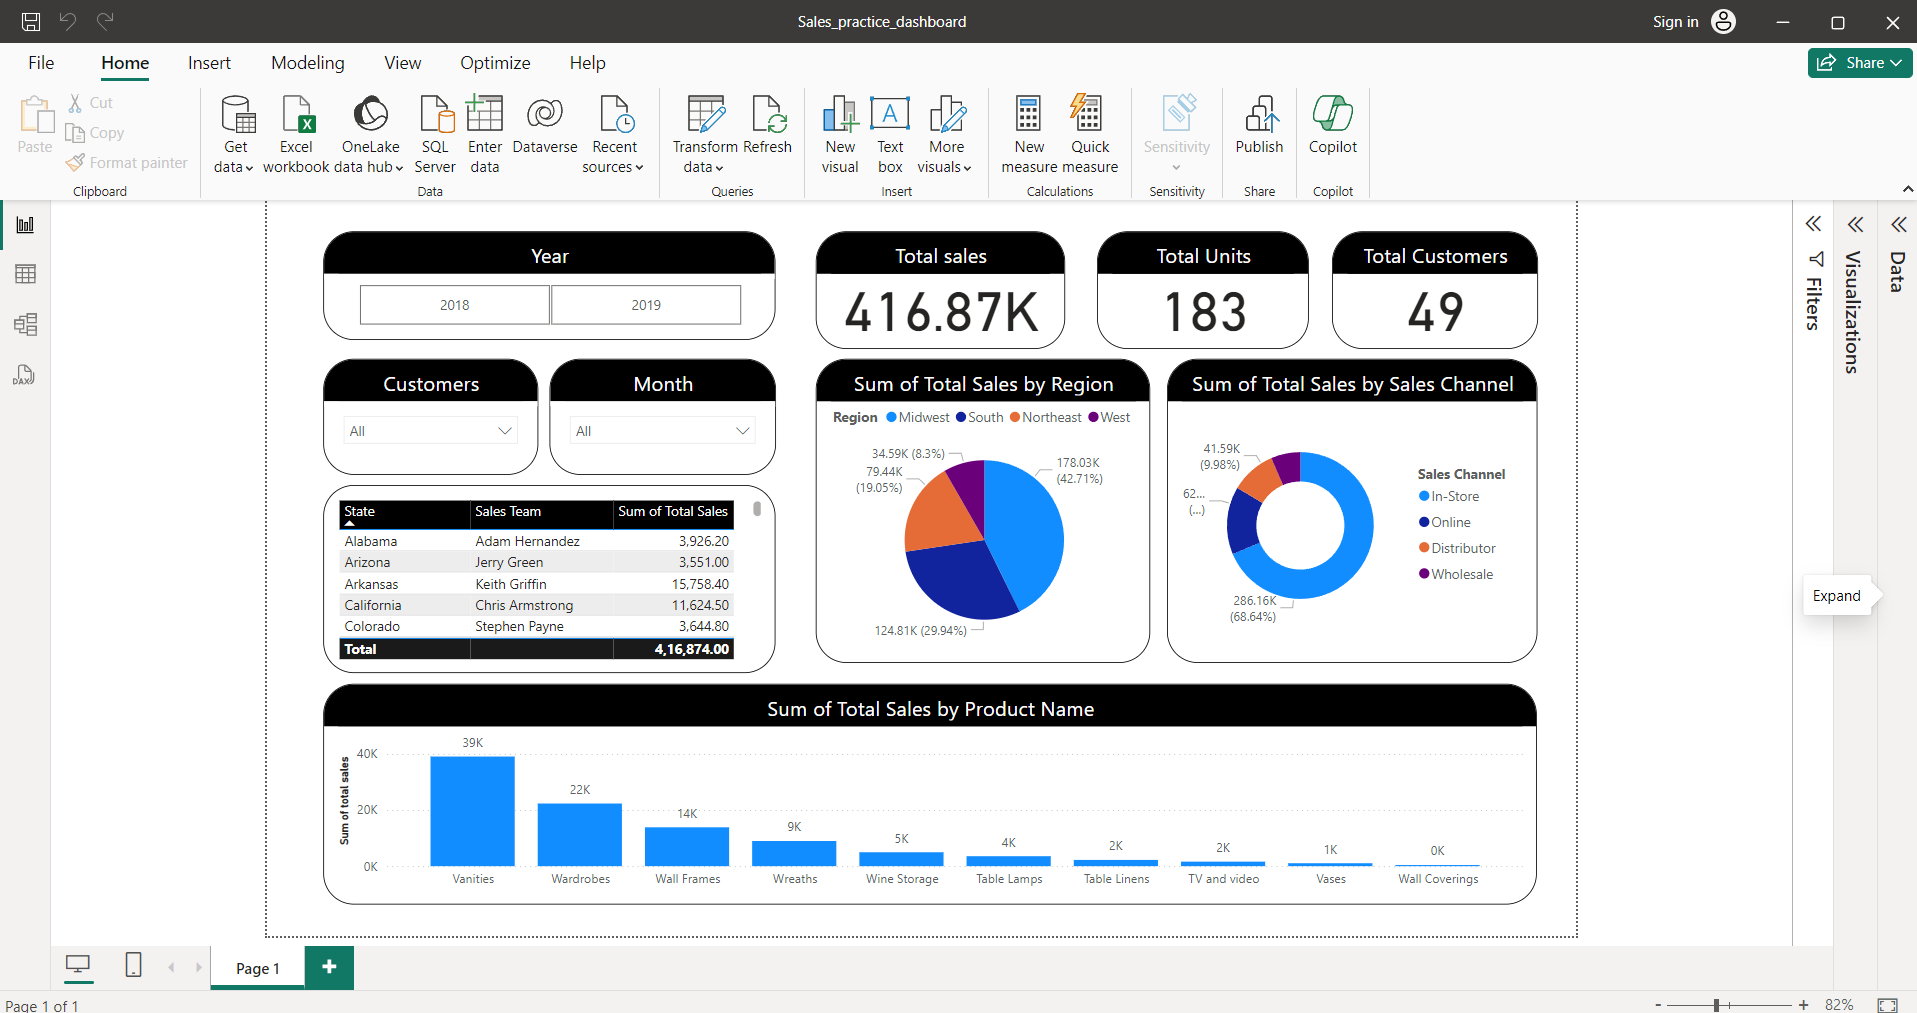 Sales_practice_dashboard
Sign in
File Home Insert Modeling View Optimize Help
Share
Paste
Cut
Copy
Format painter
Clipboard
Get data
Excel workbook
OneLake data hub
SQL Server
Enter data
Dataverse
Recent sources
Data
Transform data
Refresh
Queries
New visual
Text box
More visuals
Insert
New measure
Quick measure
Calculations
Sensitivity
Sensitivity
Publish
Share
Copilot
Copilot
Year
2018 2019
Total sales
416.87K
Total Units
183
Total Customers
49
Customers
All
Month
All
State Sales Team Sum of Total Sales
Alabama Adam Hernandez 3,926.20
Arizona Jerry Green 3,551.00
Arkansas Keith Griffin 15,758.40
California Chris Armstrong 11,624.50
Colorado Stephen Payne 3,644.80
Total 4,16,874.00
Sum of Total Sales by Region
Region Midwest South Northeast West
34.59K (8.3%)
79.44K
(19.05%)
178.03K
(42.71%)
124.81K (29.94%)
Sum of Total Sales by Sales Channel
41.59K
(9.98%)
62...
(...)
286.16K
(68.64%)
Sales Channel
In-Store
Online
Distributor
Wholesale
Sum of Total Sales by Product Name
Sum of total sales
40K
20K
0K
39K 22K 14K 9K 5K 4K 2K 2K 1K 0K
Vanities Wardrobes Wall Frames Wreaths Wine Storage Table Lamps Table Linens TV and video Vases Wall Coverings
Filters
Visualizations
Data
Expand
DAX
Page 1
+
Page 1 of 1
- + 82%